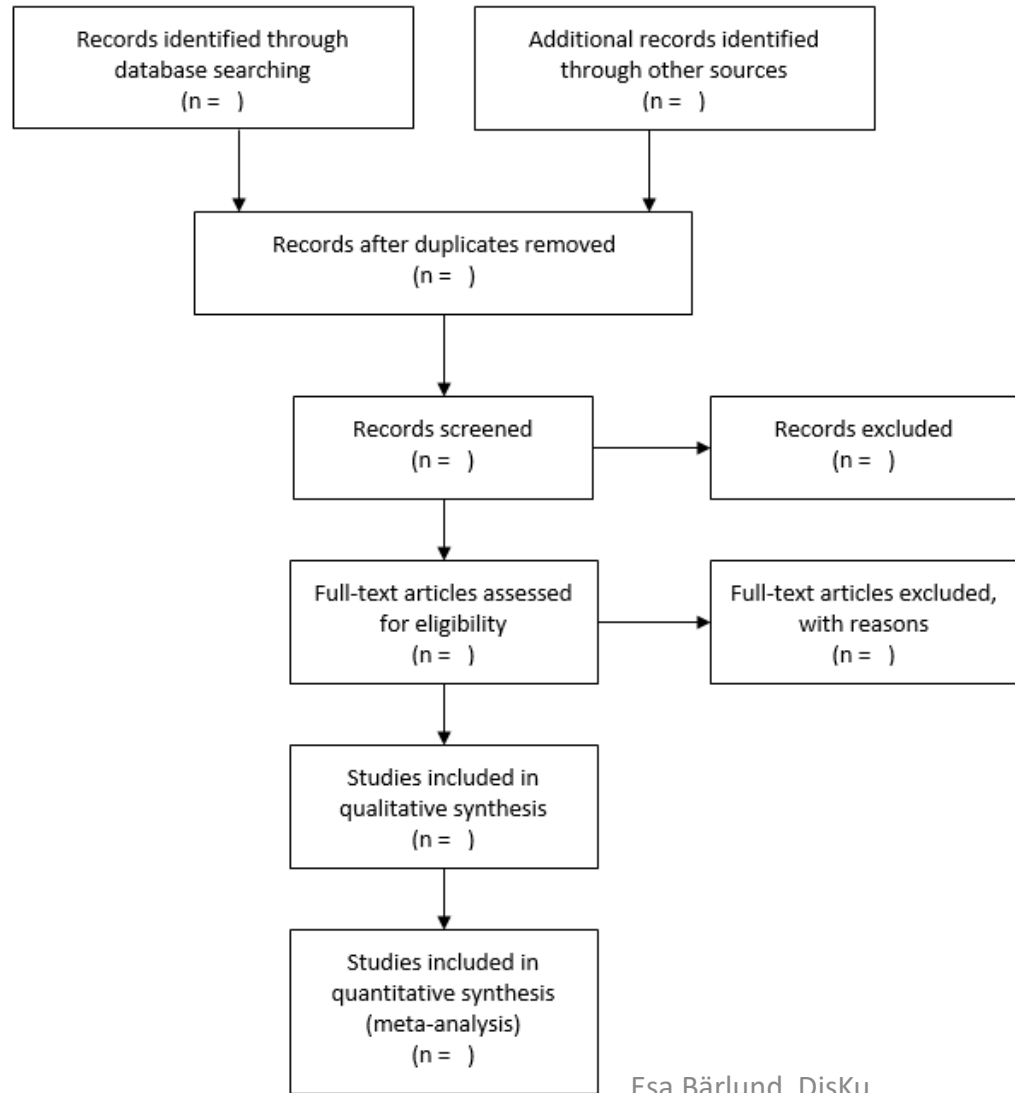 Records identified through
database searching
(n =   )
Additional records identified
through other sources
(n =   )
Records after duplicates removed
(n =   )
Records screened
(n =   )
Records excluded
(n =   )
Full-text articles assessed
for eligibility
(n =   )
Full-text articles excluded,
with reasons
(n =   )
Studies included in
qualitative synthesis
(n =   )
Studies included in
quantitative synthesis
(meta-analysis)
(n =   )
Esa Bärlund, DisKu